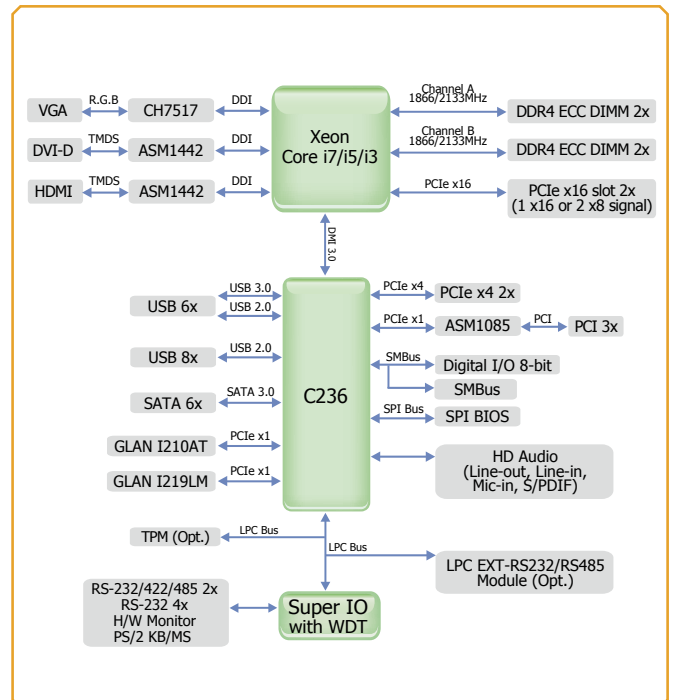 VGA
R.G.B
CH7517
DDI
DVI-D
TMDS
ASM1442
DDI
HDMI
TMDS
ASM1442
DDI
Xeon
Core i7/i5/i3
Channel A
1866/2133MHz
DDR4 ECC DIMM 2x
Channel B
1866/2133MHz
DDR4 ECC DIMM 2x
PCIe x16
PCIe x16 slot 2x
(1 x16 or 2 x8 signal)
DMI 3.0
USB 6x
USB 3.0
USB 2.0
USB 8x
USB 2.0
SATA 6x
SATA 3.0
GLAN I210AT
PCIe x1
GLAN I219LM
PCIe x1
C236
PCIe x4
PCIe x4 2x
PCIe x1
ASM1085
PCI
PCI 3x
SMBus
Digital I/O 8-bit
SMBus
SPI Bus
SPI BIOS
HD Audio
(Line-out, Line-in,
Mic-in, S/PDIF)
TPM (Opt.)
LPC Bus
LPC Bus
LPC EXT-RS232/RS485
Module (Opt.)
RS-232/422/485 2x
RS-232 4x
H/W Monitor
PS/2 KB/MS
Super IO
with WDT